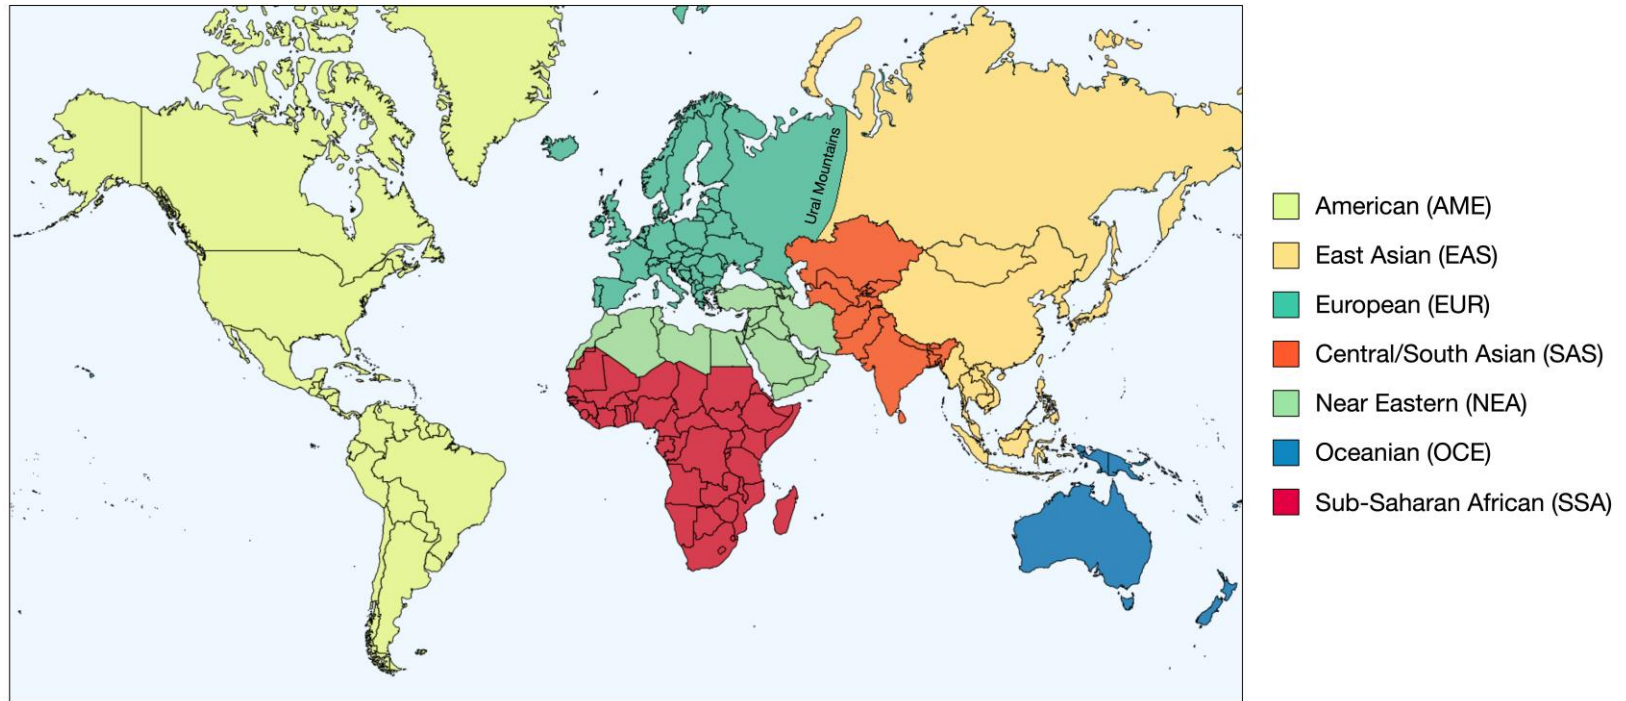 Ural Mountains
American (AME)
East Asian (EAS)
European (EUR)
Central/South Asian (SAS)
Near Eastern (NEA)
Oceanian (OCE)
Sub-Saharan African (SSA)